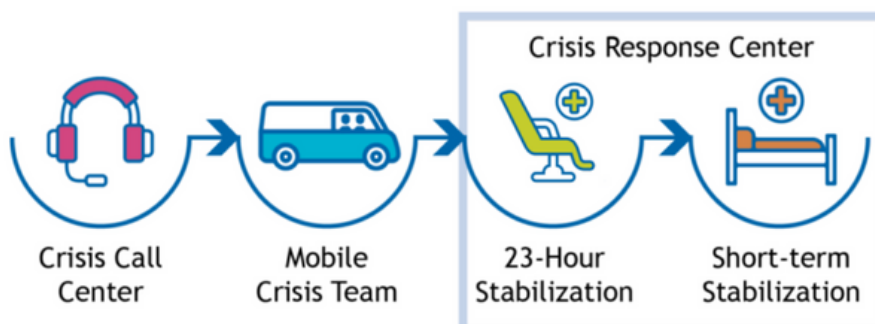 Crisis Response Center
Crisis Call
Center
Mobile
Crisis Team
23-Hour
Stabilization
Short-term
Stabilization